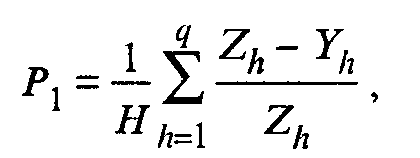 P_1 = \frac{1}{H} \sum_{h=1}^{q} \frac{Z_h - Y_h}{Z_h} ,